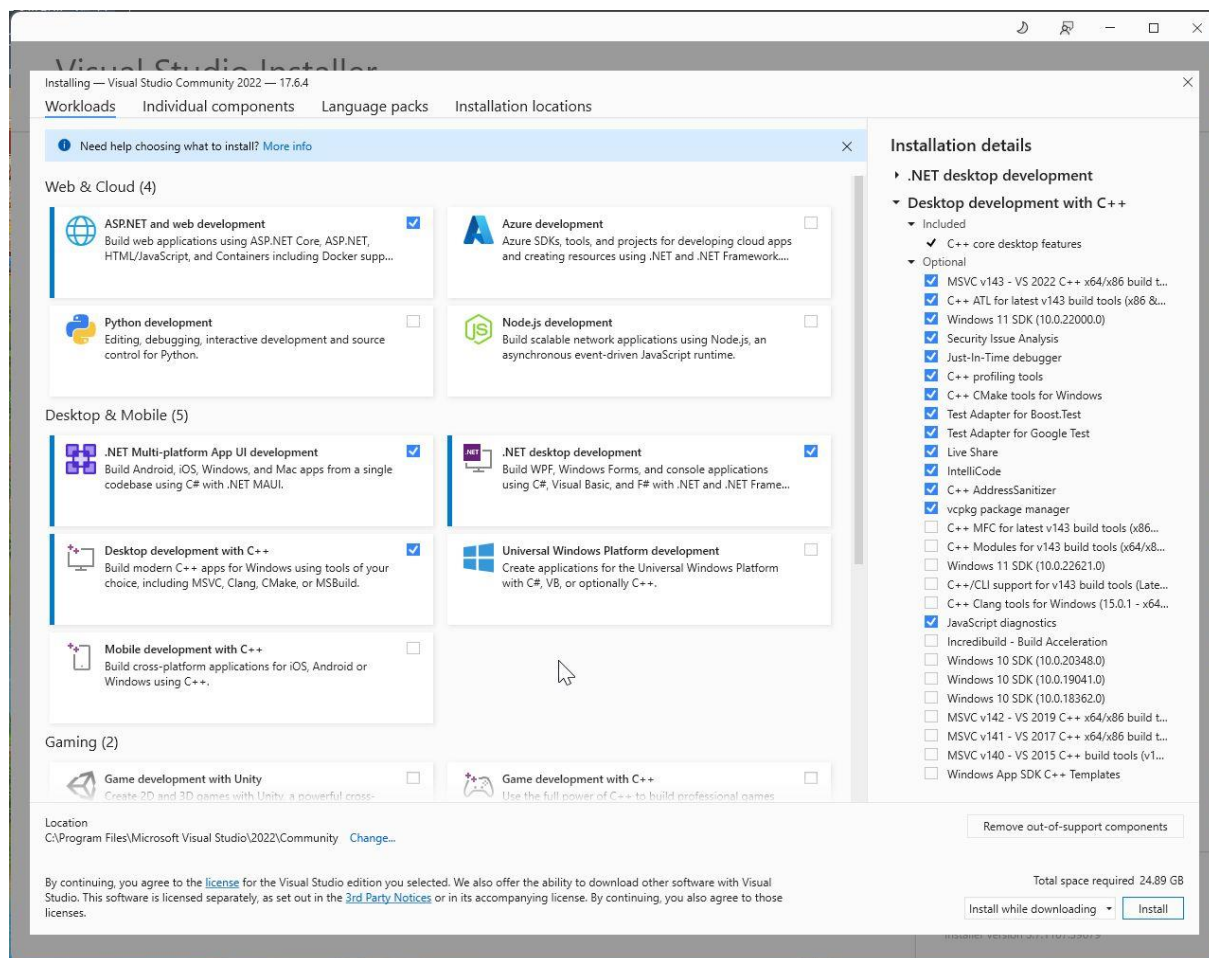 Visual Studio Installer
Installing — Visual Studio Community 2022 — 17.6.4
Workloads
Individual components
Language packs
Installation locations
Need help choosing what to install? More info
Web & Cloud (4)
ASP.NET and web development
Build web applications using ASP.NET Core, ASP.NET,
HTML/JavaScript, and Containers including Docker supp...
Azure development
Azure SDKs, tools, and projects for developing cloud apps
and creating resources using .NET and .NET Framework....
Python development
Editing, debugging, interactive development and source
control for Python.
Node.js development
Build scalable network applications using Node.js, an
asynchronous event-driven JavaScript runtime.
Desktop & Mobile (5)
.NET Multi-platform App UI development
Build Android, iOS, Windows, and Mac apps from a single
codebase using C# with .NET MAUI.
.NET
.NET desktop development
Build WPF, Windows Forms, and console applications
using C#, Visual Basic, and F# with .NET and .NET Frame...
Desktop development with C++
Build modern C++ apps for Windows using tools of your
choice, including MSVC, Clang, CMake, or MSBuild.
Universal Windows Platform development
Create applications for the Universal Windows Platform
with C#, VB, or optionally C++.
Mobile development with C++
Build cross-platform applications for iOS, Android or
Windows using C++.
Gaming (2)
Game development with Unity
Create 2D and 3D games with Unity, a powerful cross-
Game development with C++
Use the full power of C++ to build professional games
Installation details
.NET desktop development
Desktop development with C++
Included
C++ core desktop features
Optional
MSVC v143 - VS 2022 C++ x64/x86 build t...
C++ ATL for latest v143 build tools (x86 &...
Windows 11 SDK (10.0.22000.0)
Security Issue Analysis
Just-In-Time debugger
C++ profiling tools
C++ CMake tools for Windows
Test Adapter for Boost.Test
Test Adapter for Google Test
Live Share
IntelliCode
C++ AddressSanitizer
vcpkg package manager
C++ MFC for latest v143 build tools (x86...
C++ Modules for v143 build tools (x64/x8...
Windows 11 SDK (10.0.22621.0)
C++/CLI support for v143 build tools (Late...
C++ Clang tools for Windows (15.0.1 - x64...
JavaScript diagnostics
Incredibuild - Build Acceleration
Windows 10 SDK (10.0.20348.0)
Windows 10 SDK (10.0.19041.0)
Windows 10 SDK (10.0.18362.0)
MSVC v142 - VS 2019 C++ x64/x86 build t...
MSVC v141 - VS 2017 C++ x64/x86 build t...
MSVC v140 - VS 2015 C++ build tools (v1...
Windows App SDK C++ Templates
Location
C:\Program Files\Microsoft Visual Studio\2022\Community Change...
Remove out-of-support components
By continuing, you agree to the license for the Visual Studio edition you selected. We also offer the ability to download other software with Visual
Studio. This software is licensed separately, as set out in the 3rd Party Notices or in its accompanying license. By continuing, you also agree to those
licenses.
Total space required 24.89 GB
Install while downloading
Install